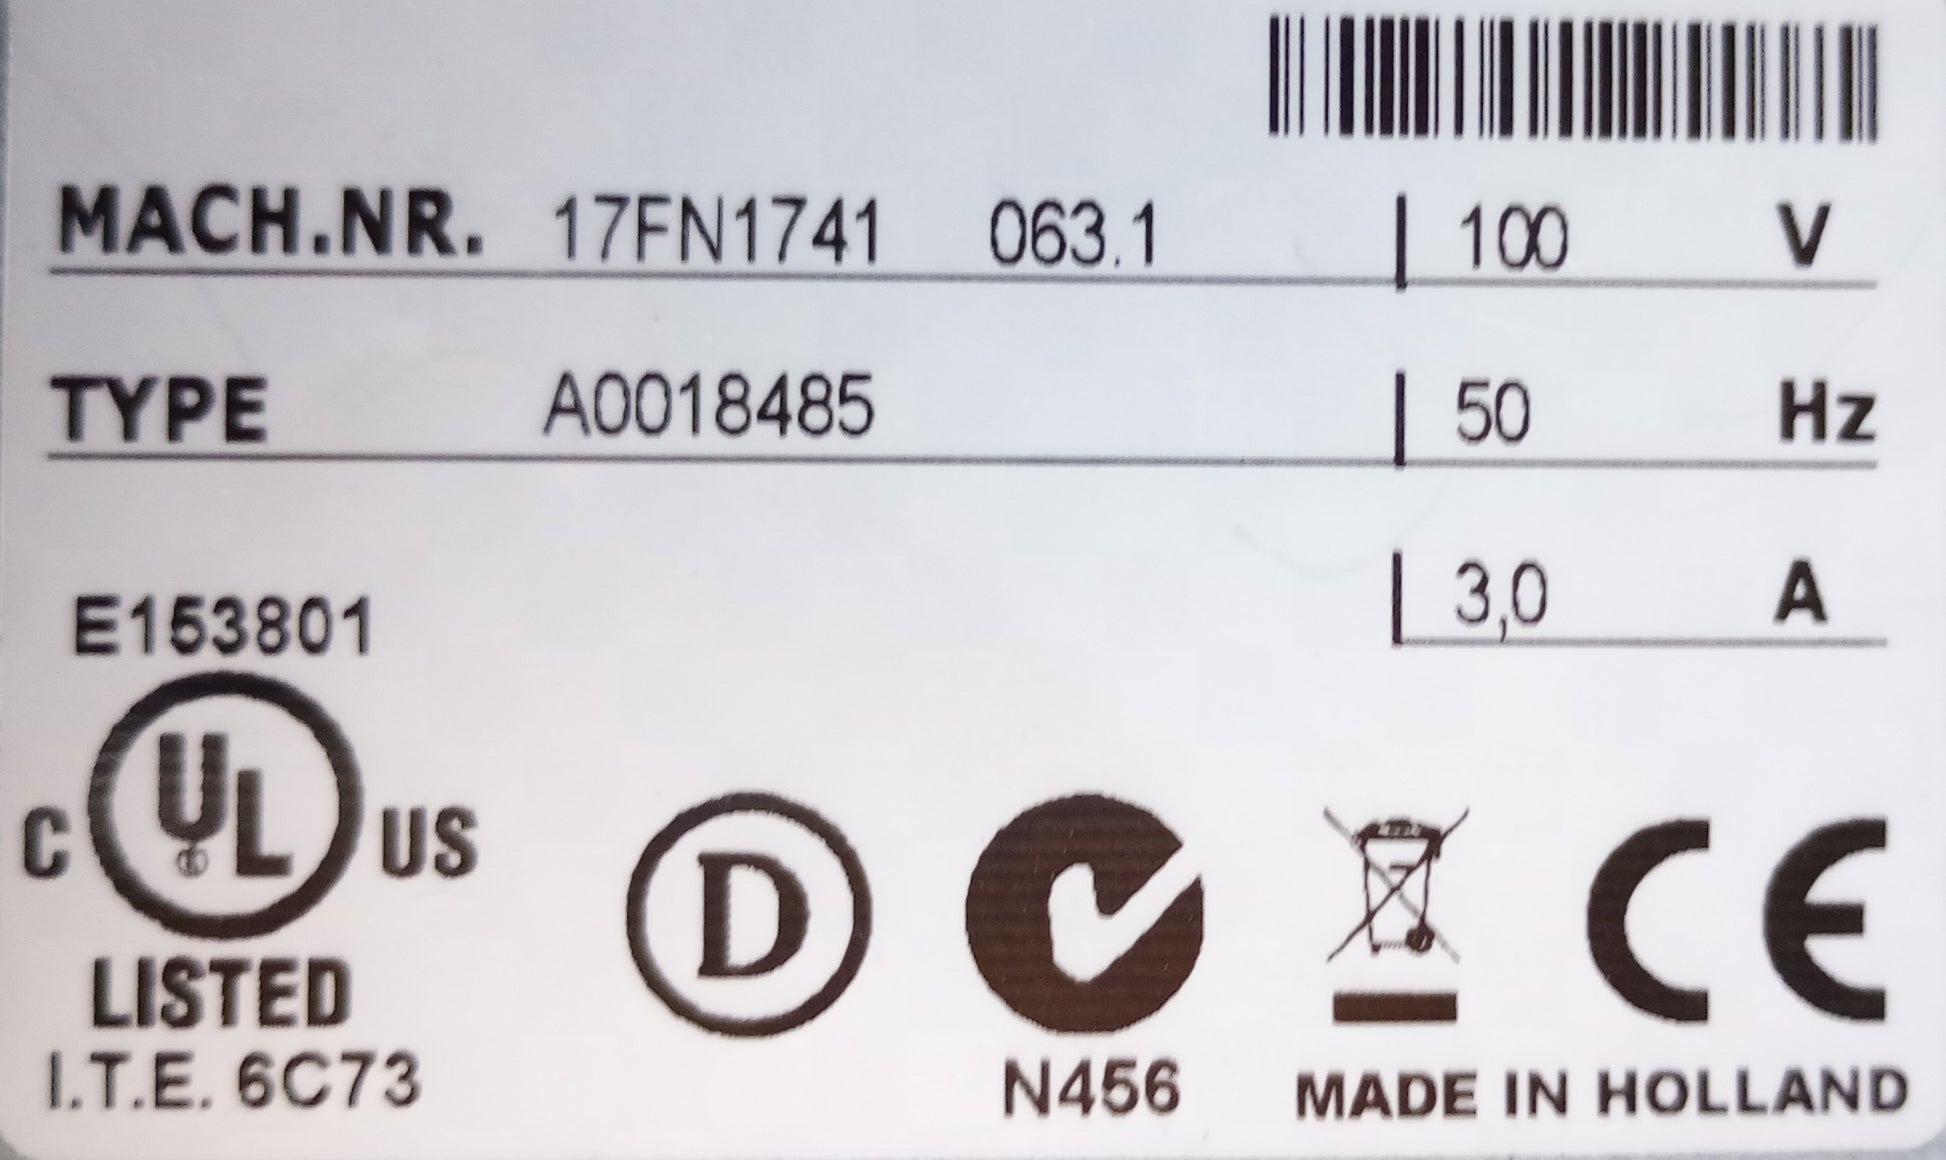 MACH.NR. 17FN1741 063.1 | 100 V
TYPE A0018485 | 50 Hz
| 3,0 A
E153801
C UL US
LISTED
I.T.E. 6C73
D
N456
CE
MADE IN HOLLAND